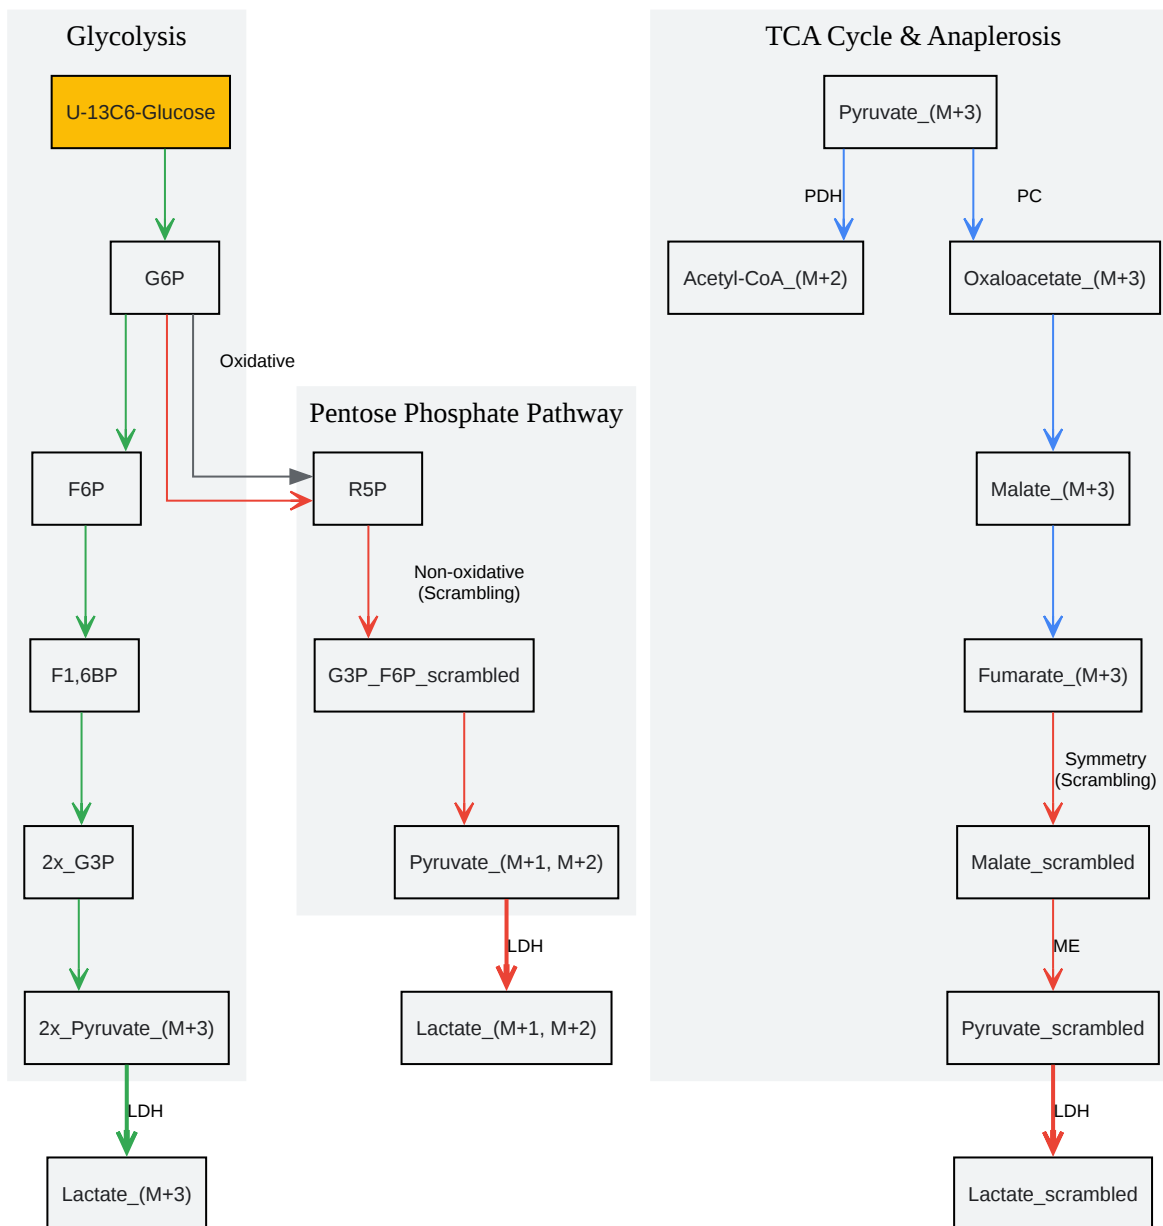 Glycolysis
U-13C6-Glucose
G6P
Oxidative
F6P
F1,6BP
2x_G3P
2x_Pyruvate_(M+3)
LDH
Lactate_(M+3)
Pentose Phosphate Pathway
R5P
Non-oxidative
(Scrambling)
G3P_F6P_scrambled
Pyruvate_(M+1, M+2)
LDH
Lactate_(M+1, M+2)
TCA Cycle & Anaplerosis
Pyruvate_(M+3)
PDH
PC
Acetyl-CoA_(M+2)
Oxaloacetate_(M+3)
Malate_(M+3)
Fumarate_(M+3)
Symmetry
(Scrambling)
Malate_scrambled
ME
Pyruvate_scrambled
LDH
Lactate_scrambled